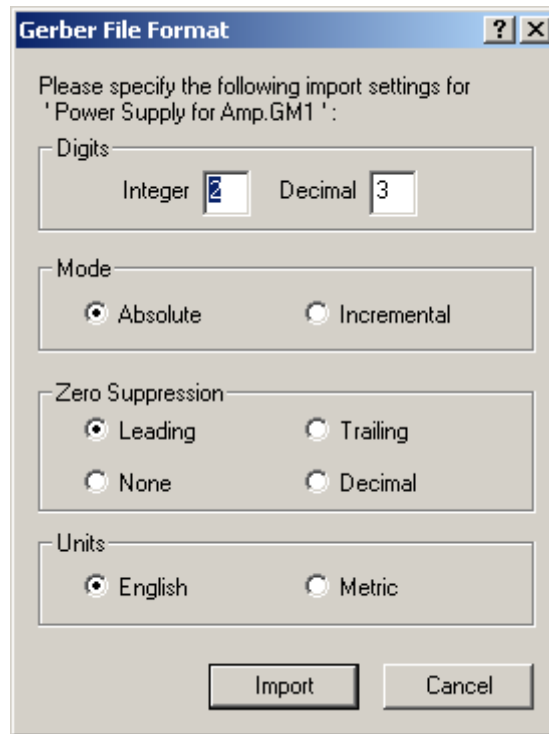 Gerber File Format
Please specify the following import settings for
' Power Supply for Amp.GM1 ' :
Digits
Integer 2 Decimal 3
Mode
Absolute Incremental
Zero Suppression
Leading Trailing
None Decimal
Units
English Metric
Import Cancel